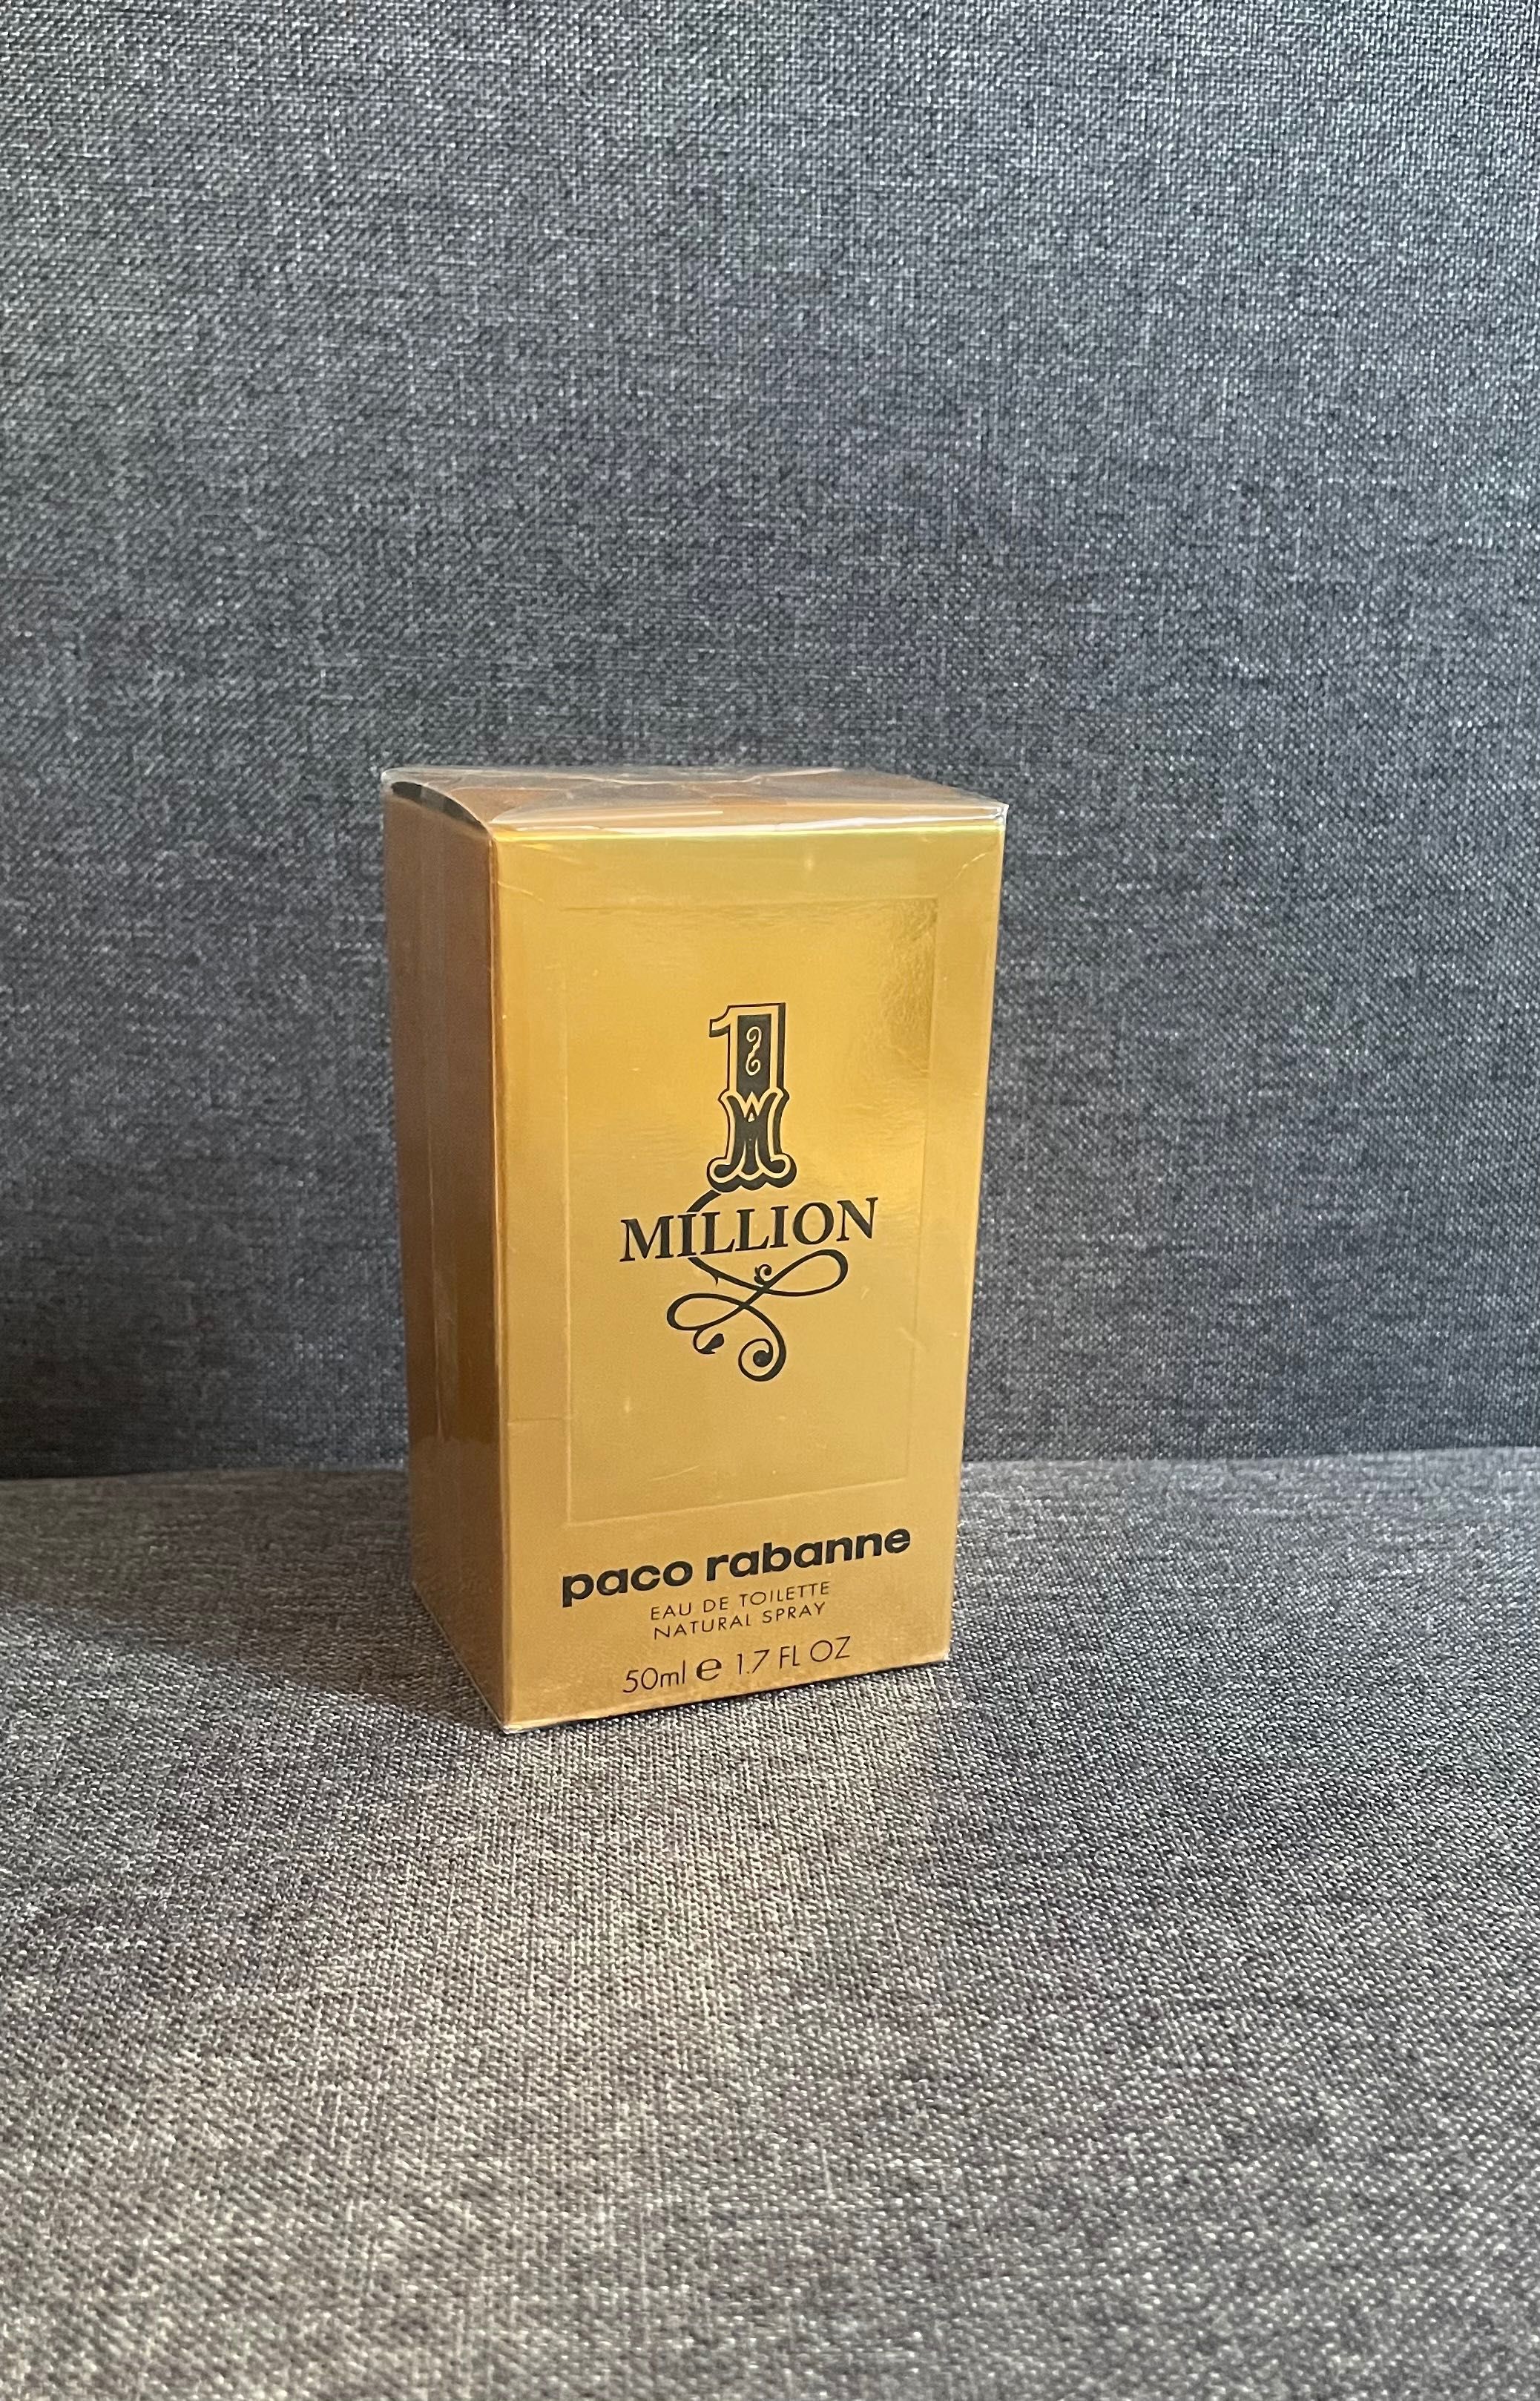 1
MILLION
paco rabanne
EAU DE TOILETTE
NATURAL SPRAY
50ml e 1.7 FL OZ